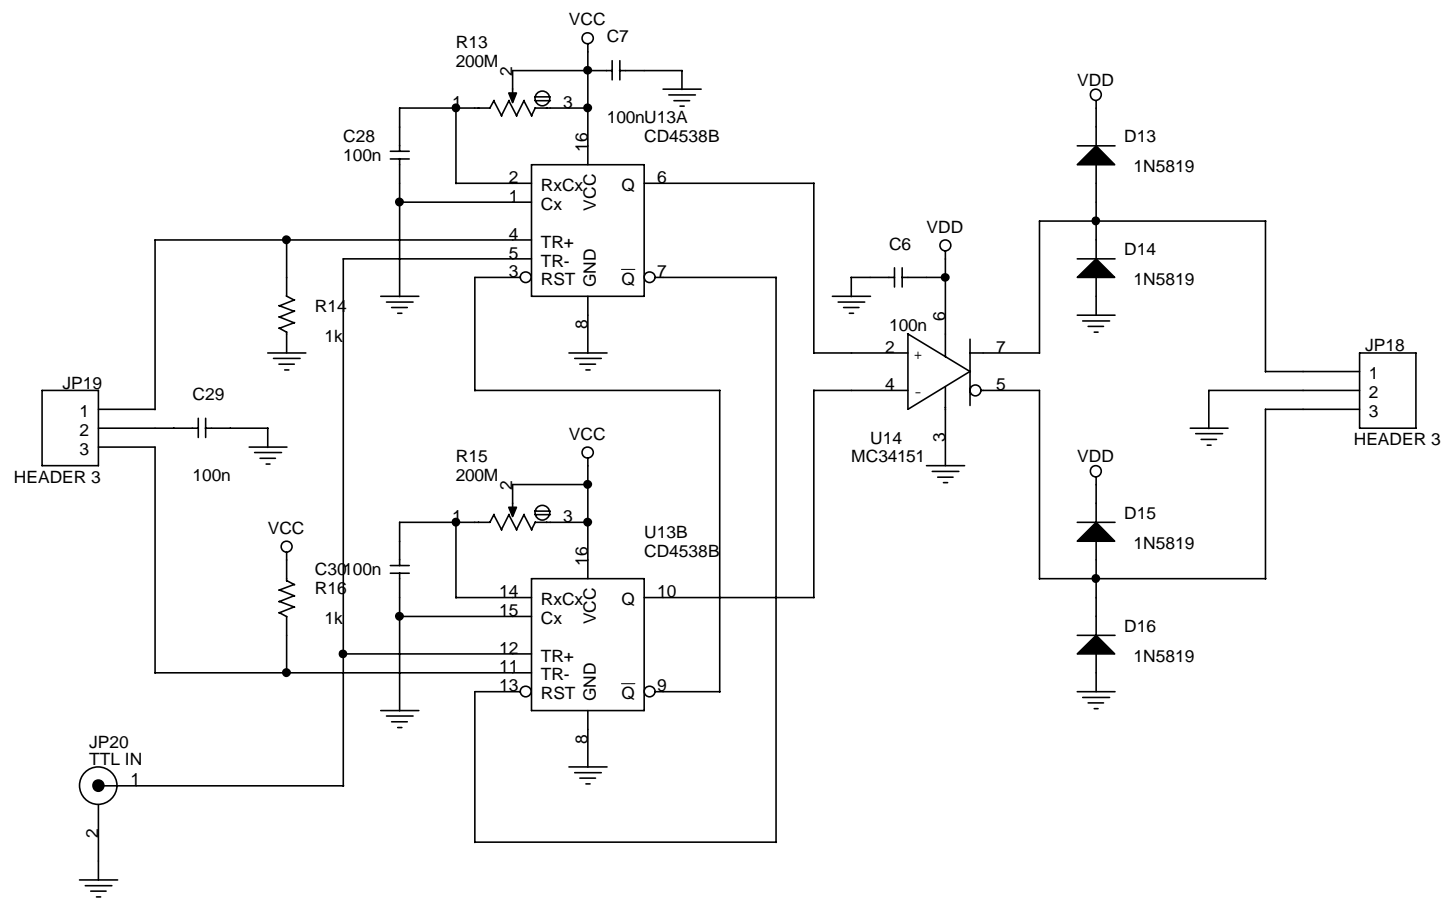 VCC
C7
R13
200M
2
VDD
1
3
100nU13A
CD4538B
D13
1N5819
C28
100n
16
2
RxCx
VCC
Q
6
1
Cx
4
TR+
5
TR-
3
RST
GND
Q
7
8
VDD
C6
6
100n
D14
1N5819
R14
1k
2
+
7
4
-
5
3
U14
MC34151
JP18
1
2
3
HEADER 3
JP19
1
2
3
HEADER 3
C29
100n
VCC
R15
200M
2
1
3
U13B
CD4538B
VDD
D15
1N5819
VCC
C30100n
R16
1k
16
14
RxCx
VCC
Q
10
15
Cx
12
TR+
11
TR-
13
RST
GND
Q
9
8
D16
1N5819
JP20
TTL IN
1
2